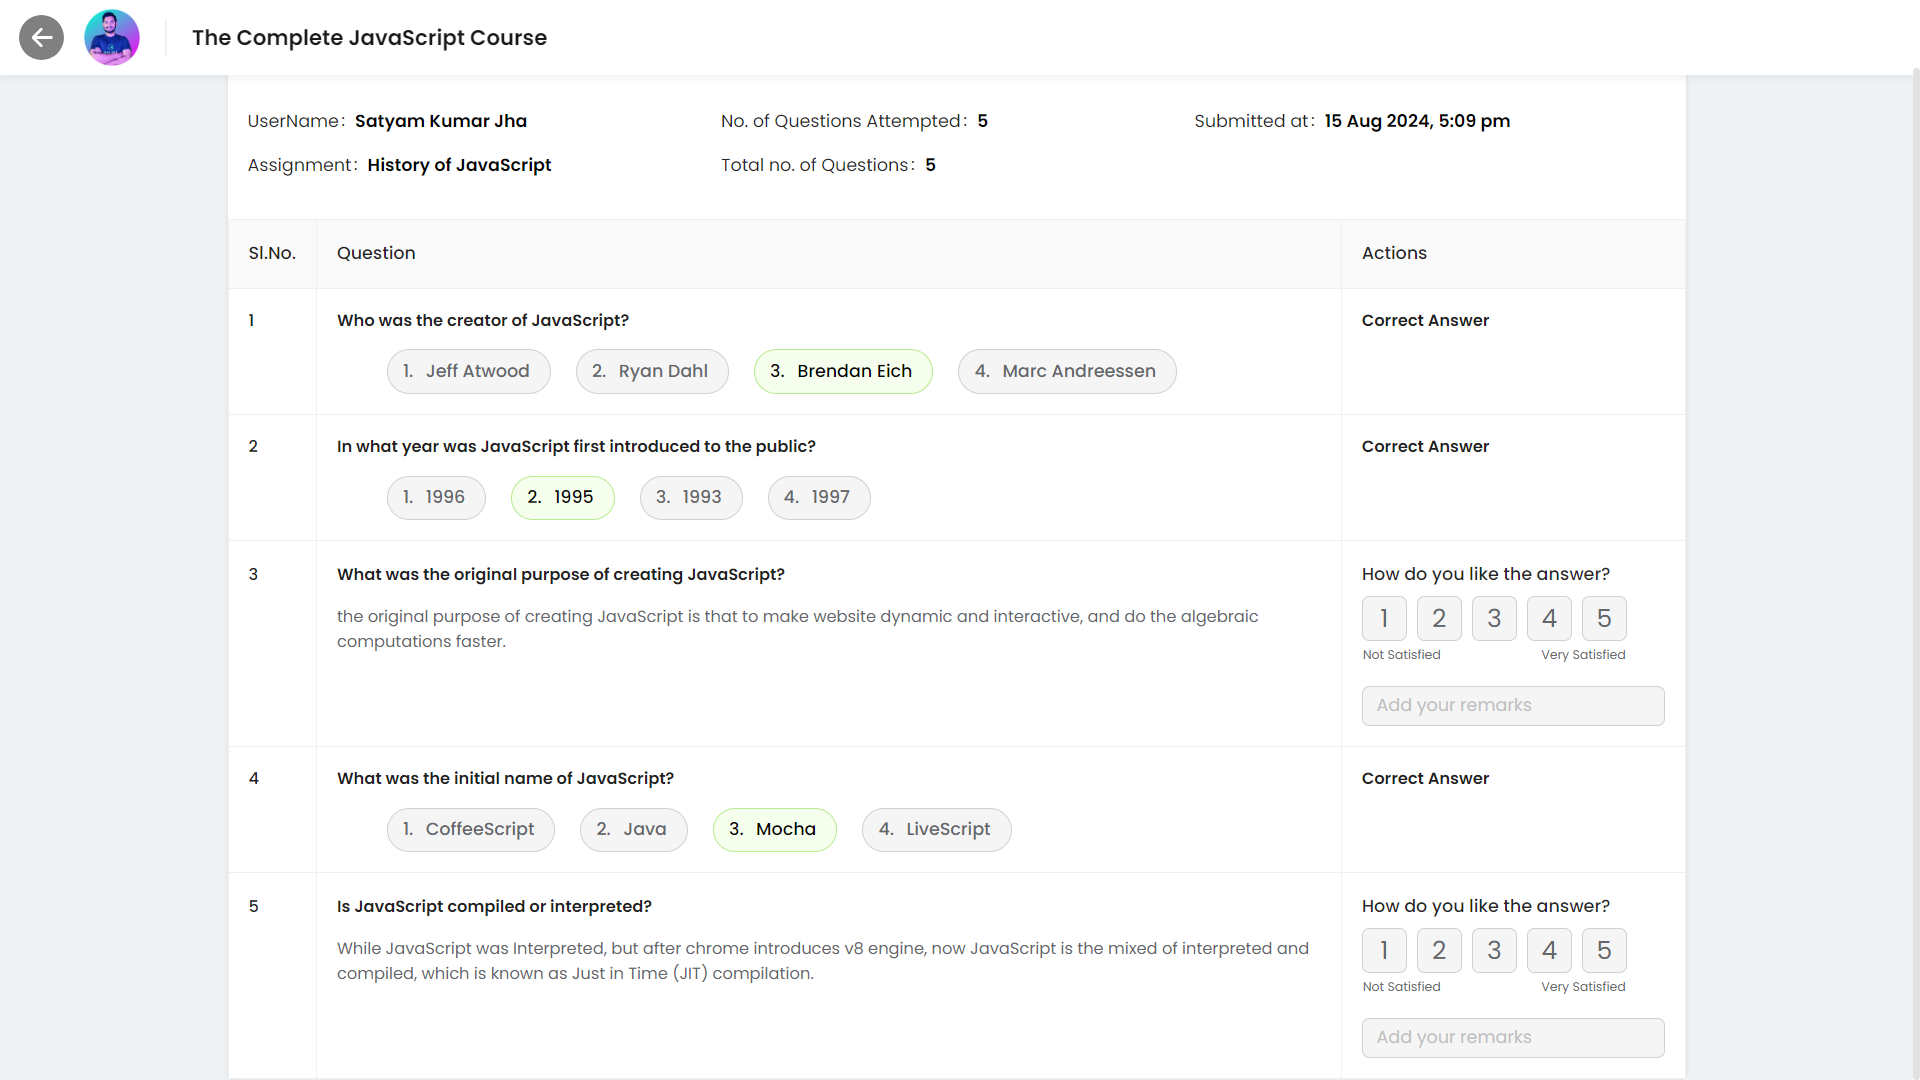 The Complete JavaScript Course
UserName: Satyam Kumar Jha
No. of Questions Attempted: 5
Submitted at: 15 Aug 2024, 5:09 pm
Assignment: History of JavaScript
Total no. of Questions: 5
Sl.No. Question Actions
1 Who was the creator of JavaScript? Correct Answer
1. Jeff Atwood 2. Ryan Dahl 3. Brendan Eich 4. Marc Andreessen
2 In what year was JavaScript first introduced to the public? Correct Answer
1. 1996 2. 1995 3. 1993 4. 1997
3 What was the original purpose of creating JavaScript?
the original purpose of creating JavaScript is that to make website dynamic and interactive, and do the algebraic
computations faster.
How do you like the answer?
1 2 3 4 5
Not Satisfied Very Satisfied
Add your remarks
4 What was the initial name of JavaScript? Correct Answer
1. CoffeeScript 2. Java 3. Mocha 4. LiveScript
5 Is JavaScript compiled or interpreted?
While JavaScript was Interpreted, but after chrome introduces v8 engine, now JavaScript is the mixed of interpreted and
compiled, which is known as Just in Time (JIT) compilation.
How do you like the answer?
1 2 3 4 5
Not Satisfied Very Satisfied
Add your remarks